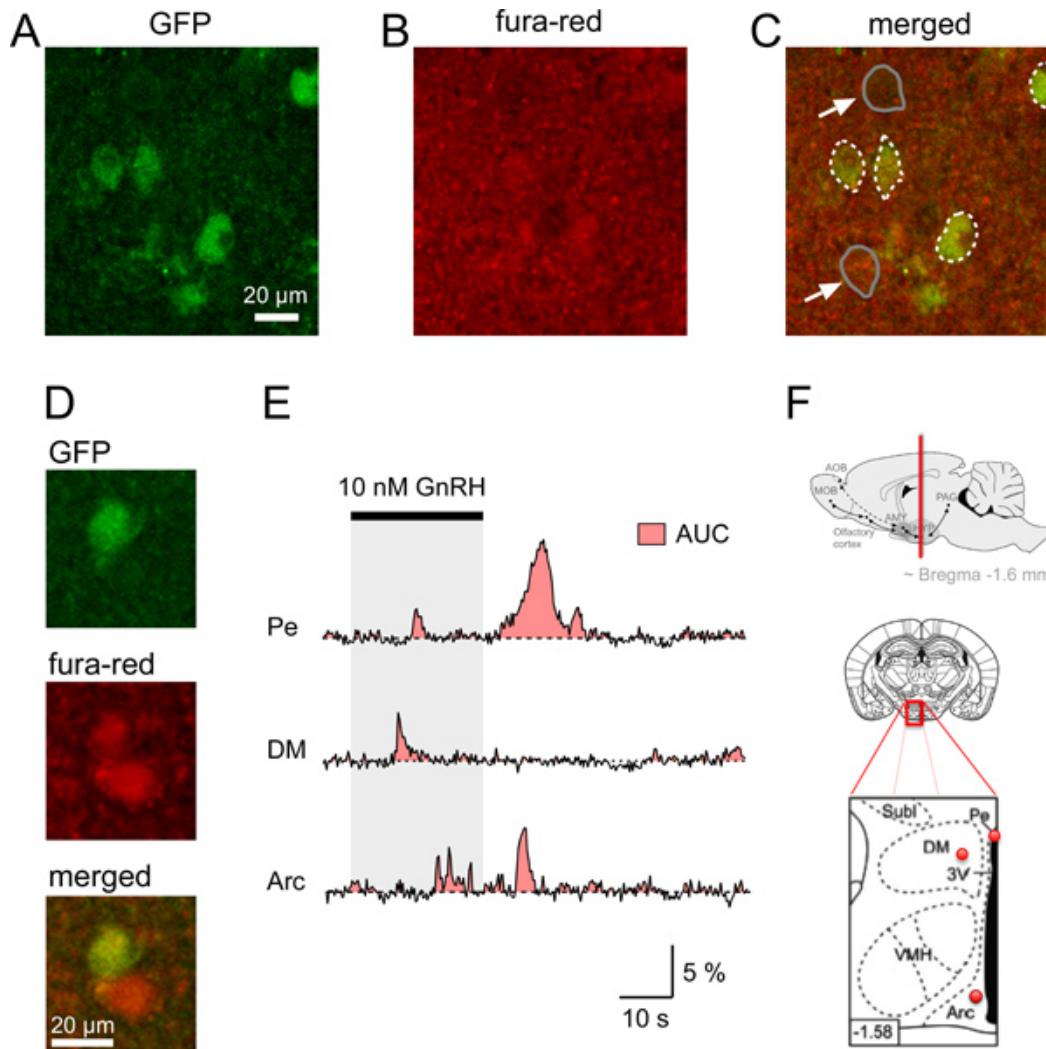 A
GFP
20 µm
B
fura-red
C
merged
D
GFP
fura-red
merged
20 µm
E
10 nM GnRH
AUC
Pe
DM
Arc
5 %
10 s
F
AOB
MOB
AMY
HYP
PAG
Olfactory
cortex
~ Bregma -1.6 mm
SubI
Pe
DM
3V
VMH
Arc
-1.58